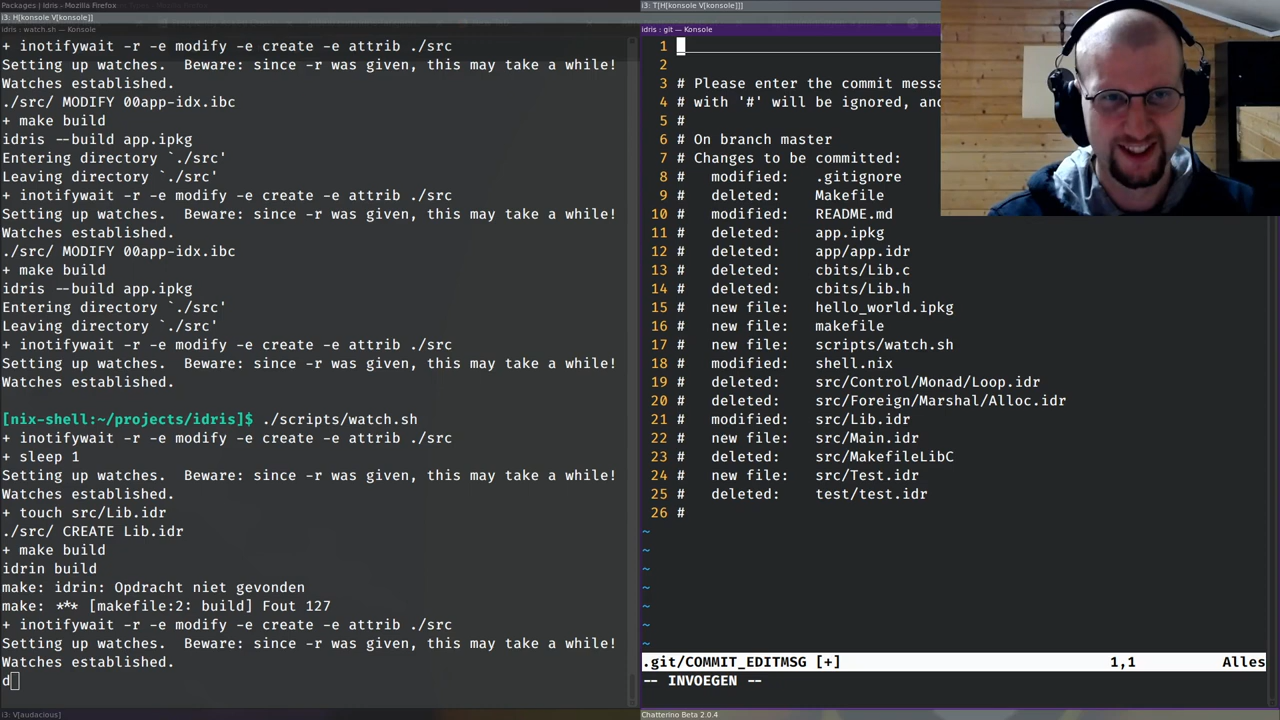 Packages | Idris - Mozilla Firefox
i3: H[konsole V[konsole]]
idris : watch.sh — Konsole
+ inotifywait -r -e modify -e create -e attrib ./src
Setting up watches.  Beware: since -r was given, this may take a while!
Watches established.
./src/ MODIFY 00app-idx.ibc
+ make build
idris --build app.ipkg
Entering directory `./src'
Leaving directory `./src'
+ inotifywait -r -e modify -e create -e attrib ./src
Setting up watches.  Beware: since -r was given, this may take a while!
Watches established.
./src/ MODIFY 00app-idx.ibc
+ make build
idris --build app.ipkg
Entering directory `./src'
Leaving directory `./src'
+ inotifywait -r -e modify -e create -e attrib ./src
Setting up watches.  Beware: since -r was given, this may take a while!
Watches established.
[nix-shell:~/projects/idris]$ ./scripts/watch.sh
+ inotifywait -r -e modify -e create -e attrib ./src
+ sleep 1
Setting up watches.  Beware: since -r was given, this may take a while!
Watches established.
+ touch src/Lib.idr
./src/ CREATE Lib.idr
+ make build
idrin build
make: idrin: Opdracht niet gevonden
make: *** [makefile:2: build] Fout 127
+ inotifywait -r -e modify -e create -e attrib ./src
Setting up watches.  Beware: since -r was given, this may take a while!
Watches established.
d
i3: V[audacious]
i3: T[H[konsole V[konsole]]]
idris : git — Konsole
1
2
3 # Please enter the commit messa
4 # with '#' will be ignored, an
5 #
6 # On branch master
7 # Changes to be committed:
8 #   modified:   .gitignore
9 #   deleted:    Makefile
10 #   modified:   README.md
11 #   deleted:    app.ipkg
12 #   deleted:    app/app.idr
13 #   deleted:    cbits/Lib.c
14 #   deleted:    cbits/Lib.h
15 #   new file:   hello_world.ipkg
16 #   new file:   makefile
17 #   new file:   scripts/watch.sh
18 #   modified:   shell.nix
19 #   deleted:    src/Control/Monad/Loop.idr
20 #   deleted:    src/Foreign/Marshal/Alloc.idr
21 #   modified:   src/Lib.idr
22 #   new file:   src/Main.idr
23 #   deleted:    src/MakefileLibC
24 #   new file:   src/Test.idr
25 #   deleted:    test/test.idr
26 #
~
~
~
~
~
~
~
.git/COMMIT_EDITMSG [+] 1,1 Alles
-- INVOEGEN --
Chatterino Beta 2.0.4